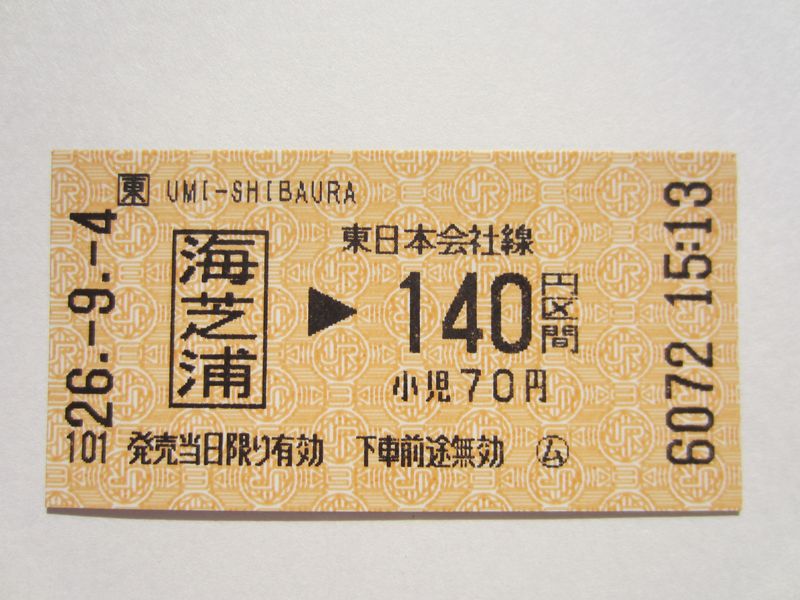 東 UMI-SHIBAURA
26.-9.-4
海芝浦
東日本会社線
▶ 140円区間
小児70円
6072 15:13
101 発売当日限り有効 下車前途無効 ム